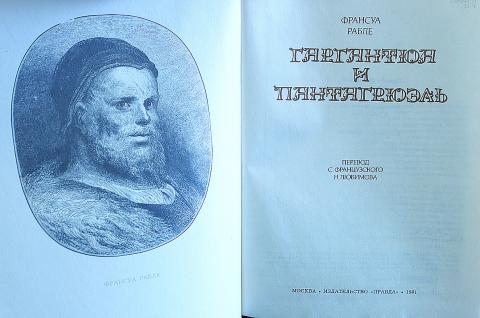 ФРАНСУА РАБЛЕ
ФРАНСУА
РАБЛЕ
ГАРГАНТЮА
И
ПАНТАГРЮЭЛЬ
ПЕРЕВОД
С ФРАНЦУЗСКОГО
Н. ЛЮБИМОВА
МОСКВА • ИЗДАТЕЛЬСТВО «ПРАВДА» • 1981